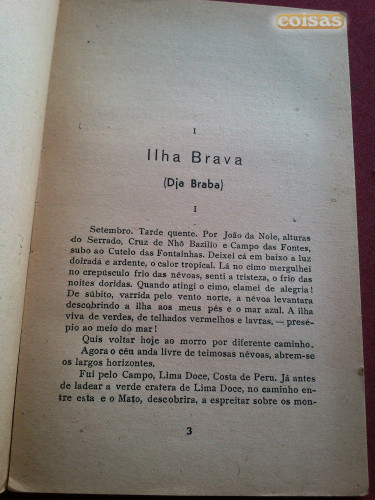 coisas
I
Ilha Brava
(Dja Braba)
I
Setembro. Tarde quente. Por João da Nole, alturas
do Serrado, Cruz de Nhô Bazilio e Campo das Fontes,
subo ao Cutelo das Fontainhas. Deixei cá em baixo a luz
doirada e ardente, o calor tropical. Lá no cimo mergulhei
no crepúsculo frio das névoas, senti a tristeza, o frio das
noites doridas. Quando atingi o cimo, clamei de alegria!
De súbito, varrida pelo vento norte, a névoa levantara
descobrindo a ilha aos meus pés e o mar azul. A ilha
viva de verdes, de telhados vermelhos e lavras, — presé-
pio ao meio do mar!
Quis voltar hoje ao morro por diferente caminho.
Agora o céu anda livre de teimosas névoas, abrem-se
os largos horizontes.
Fui pelo Campo, Lima Doce, Costa de Peru. Já antes
de ladear a verde cratera de Lima Doce, no caminho en-
tre esta e o Mato, descobrira, a espreitar sobre os mon-
3